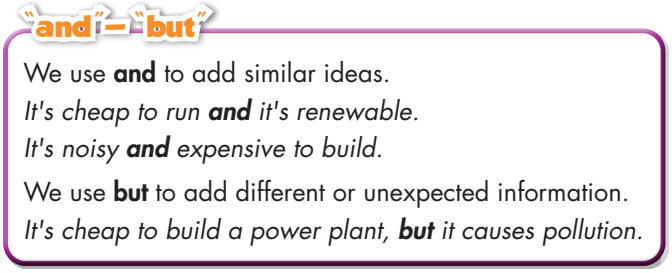 "and" – "but"
We use and to add similar ideas.
It's cheap to run and it's renewable.
It's noisy and expensive to build.
We use but to add different or unexpected information.
It's cheap to build a power plant, but it causes pollution.